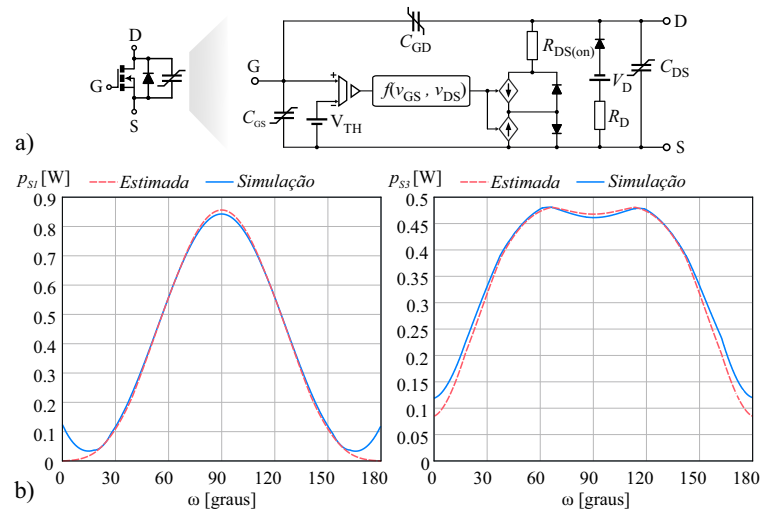 D
G
S
a)
G
C_GD
C_GS
V_TH
+
-
f(v_GS , v_DS)
R_DS(on)
V_D
R_D
C_DS
D
S
p_S1 [W]
Estimada
Simulação
0.9
0.8
0.7
0.6
0.5
0.4
0.3
0.2
0.1
0
0 30 60 90 120 150 180
ω [graus]
b)
p_S3 [W]
Estimada
Simulação
0.5
0.45
0.4
0.35
0.3
0.25
0.2
0.15
0.1
0.05
0
0 30 60 90 120 150 180
ω [graus]